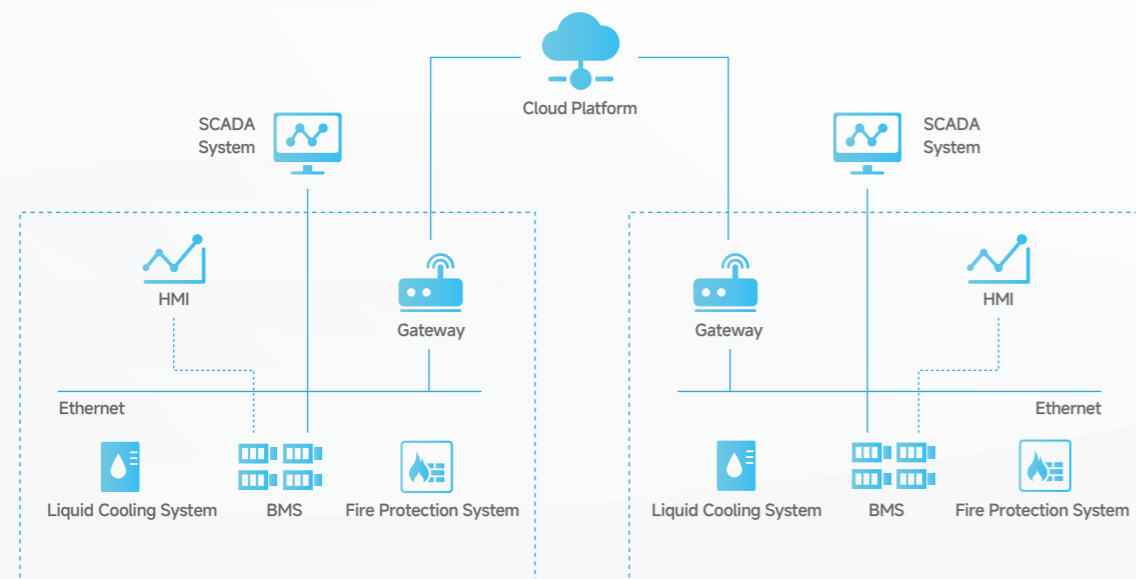 Cloud Platform
SCADA
System
SCADA
System
HMI
Gateway
Gateway
HMI
Ethernet
Ethernet
Liquid Cooling System
BMS
Fire Protection System
Liquid Cooling System
BMS
Fire Protection System